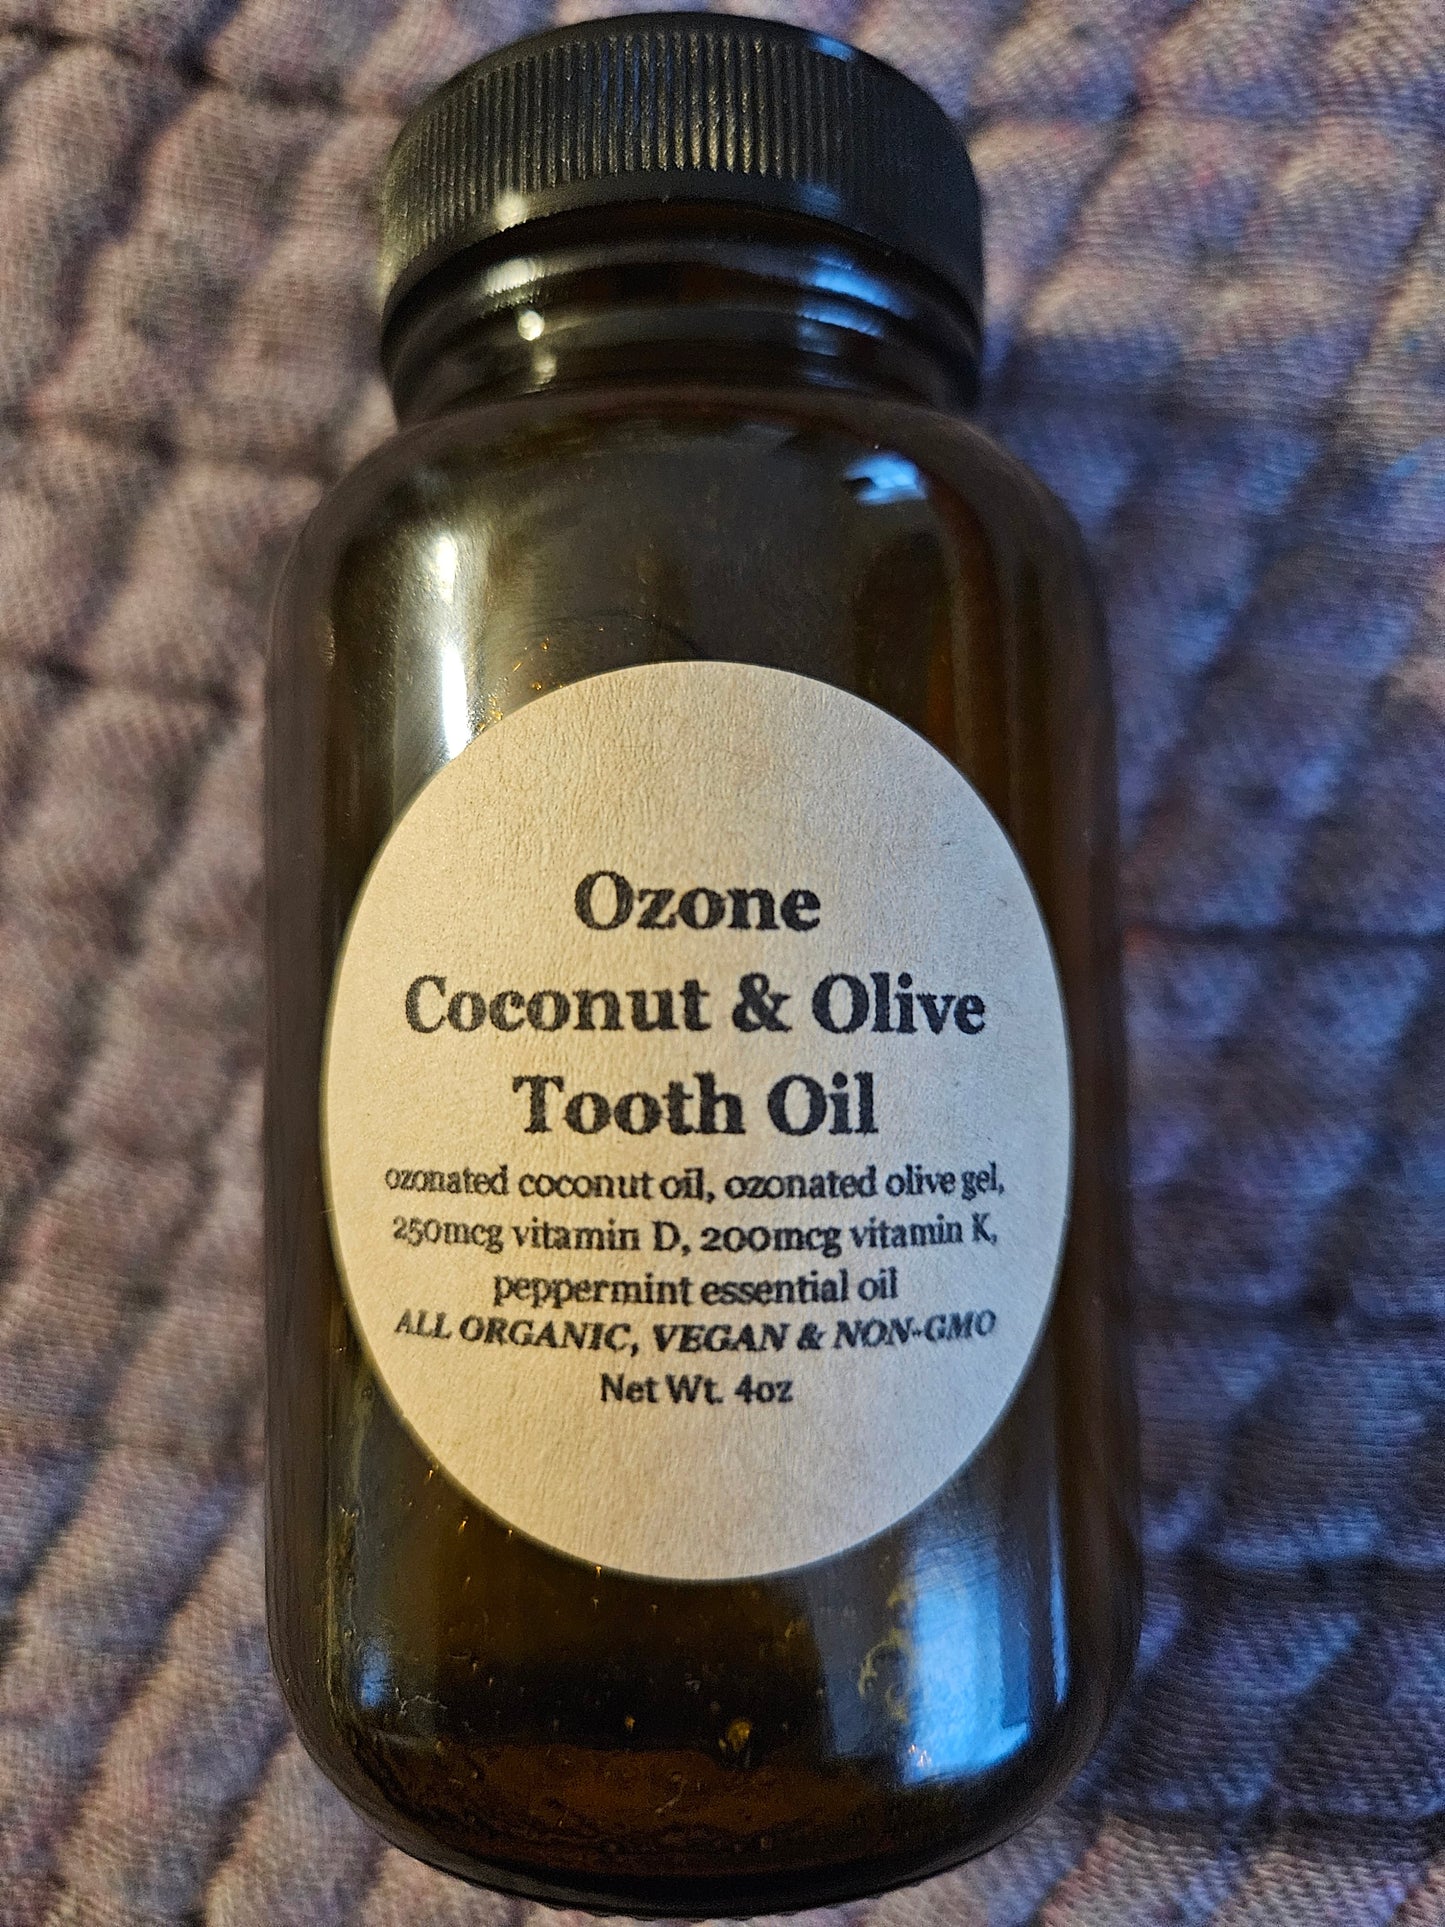 Ozone
Coconut & Olive
Tooth Oil
ozonated coconut oil, ozonated olive gel,
250mcg vitamin D, 200mcg vitamin K,
peppermint essential oil
ALL ORGANIC, VEGAN & NON-GMO
Net Wt. 4oz